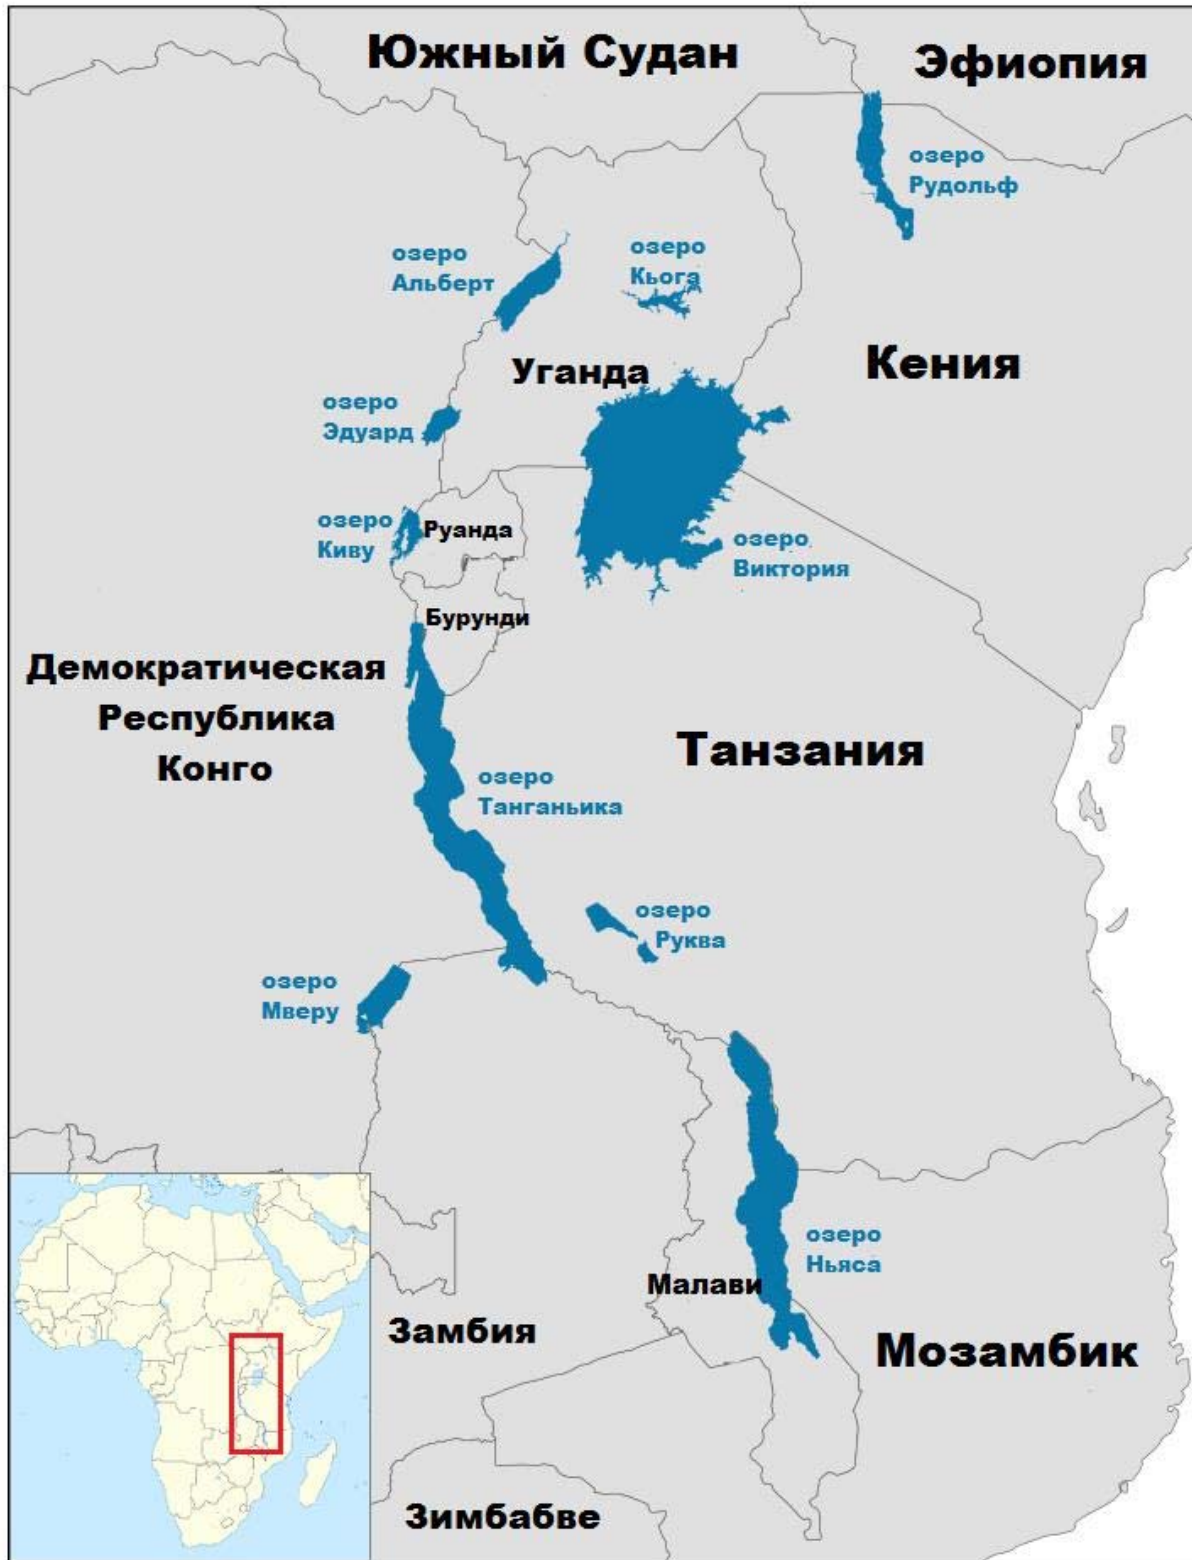 Южный Судан
Эфиопия
озеро
Рудольф
озеро
Альберт
озеро
Кьога
Кения
Уганда
озеро
Эдуард
озеро
Киву
Руанда
озеро
Виктория
Бурунди
Демократическая
Республика
Конго
Танзания
озеро
Танганьика
озеро
Руква
озеро
Мверу
озеро
Ньяса
Малави
Замбия
Мозамбик
Зимбабве